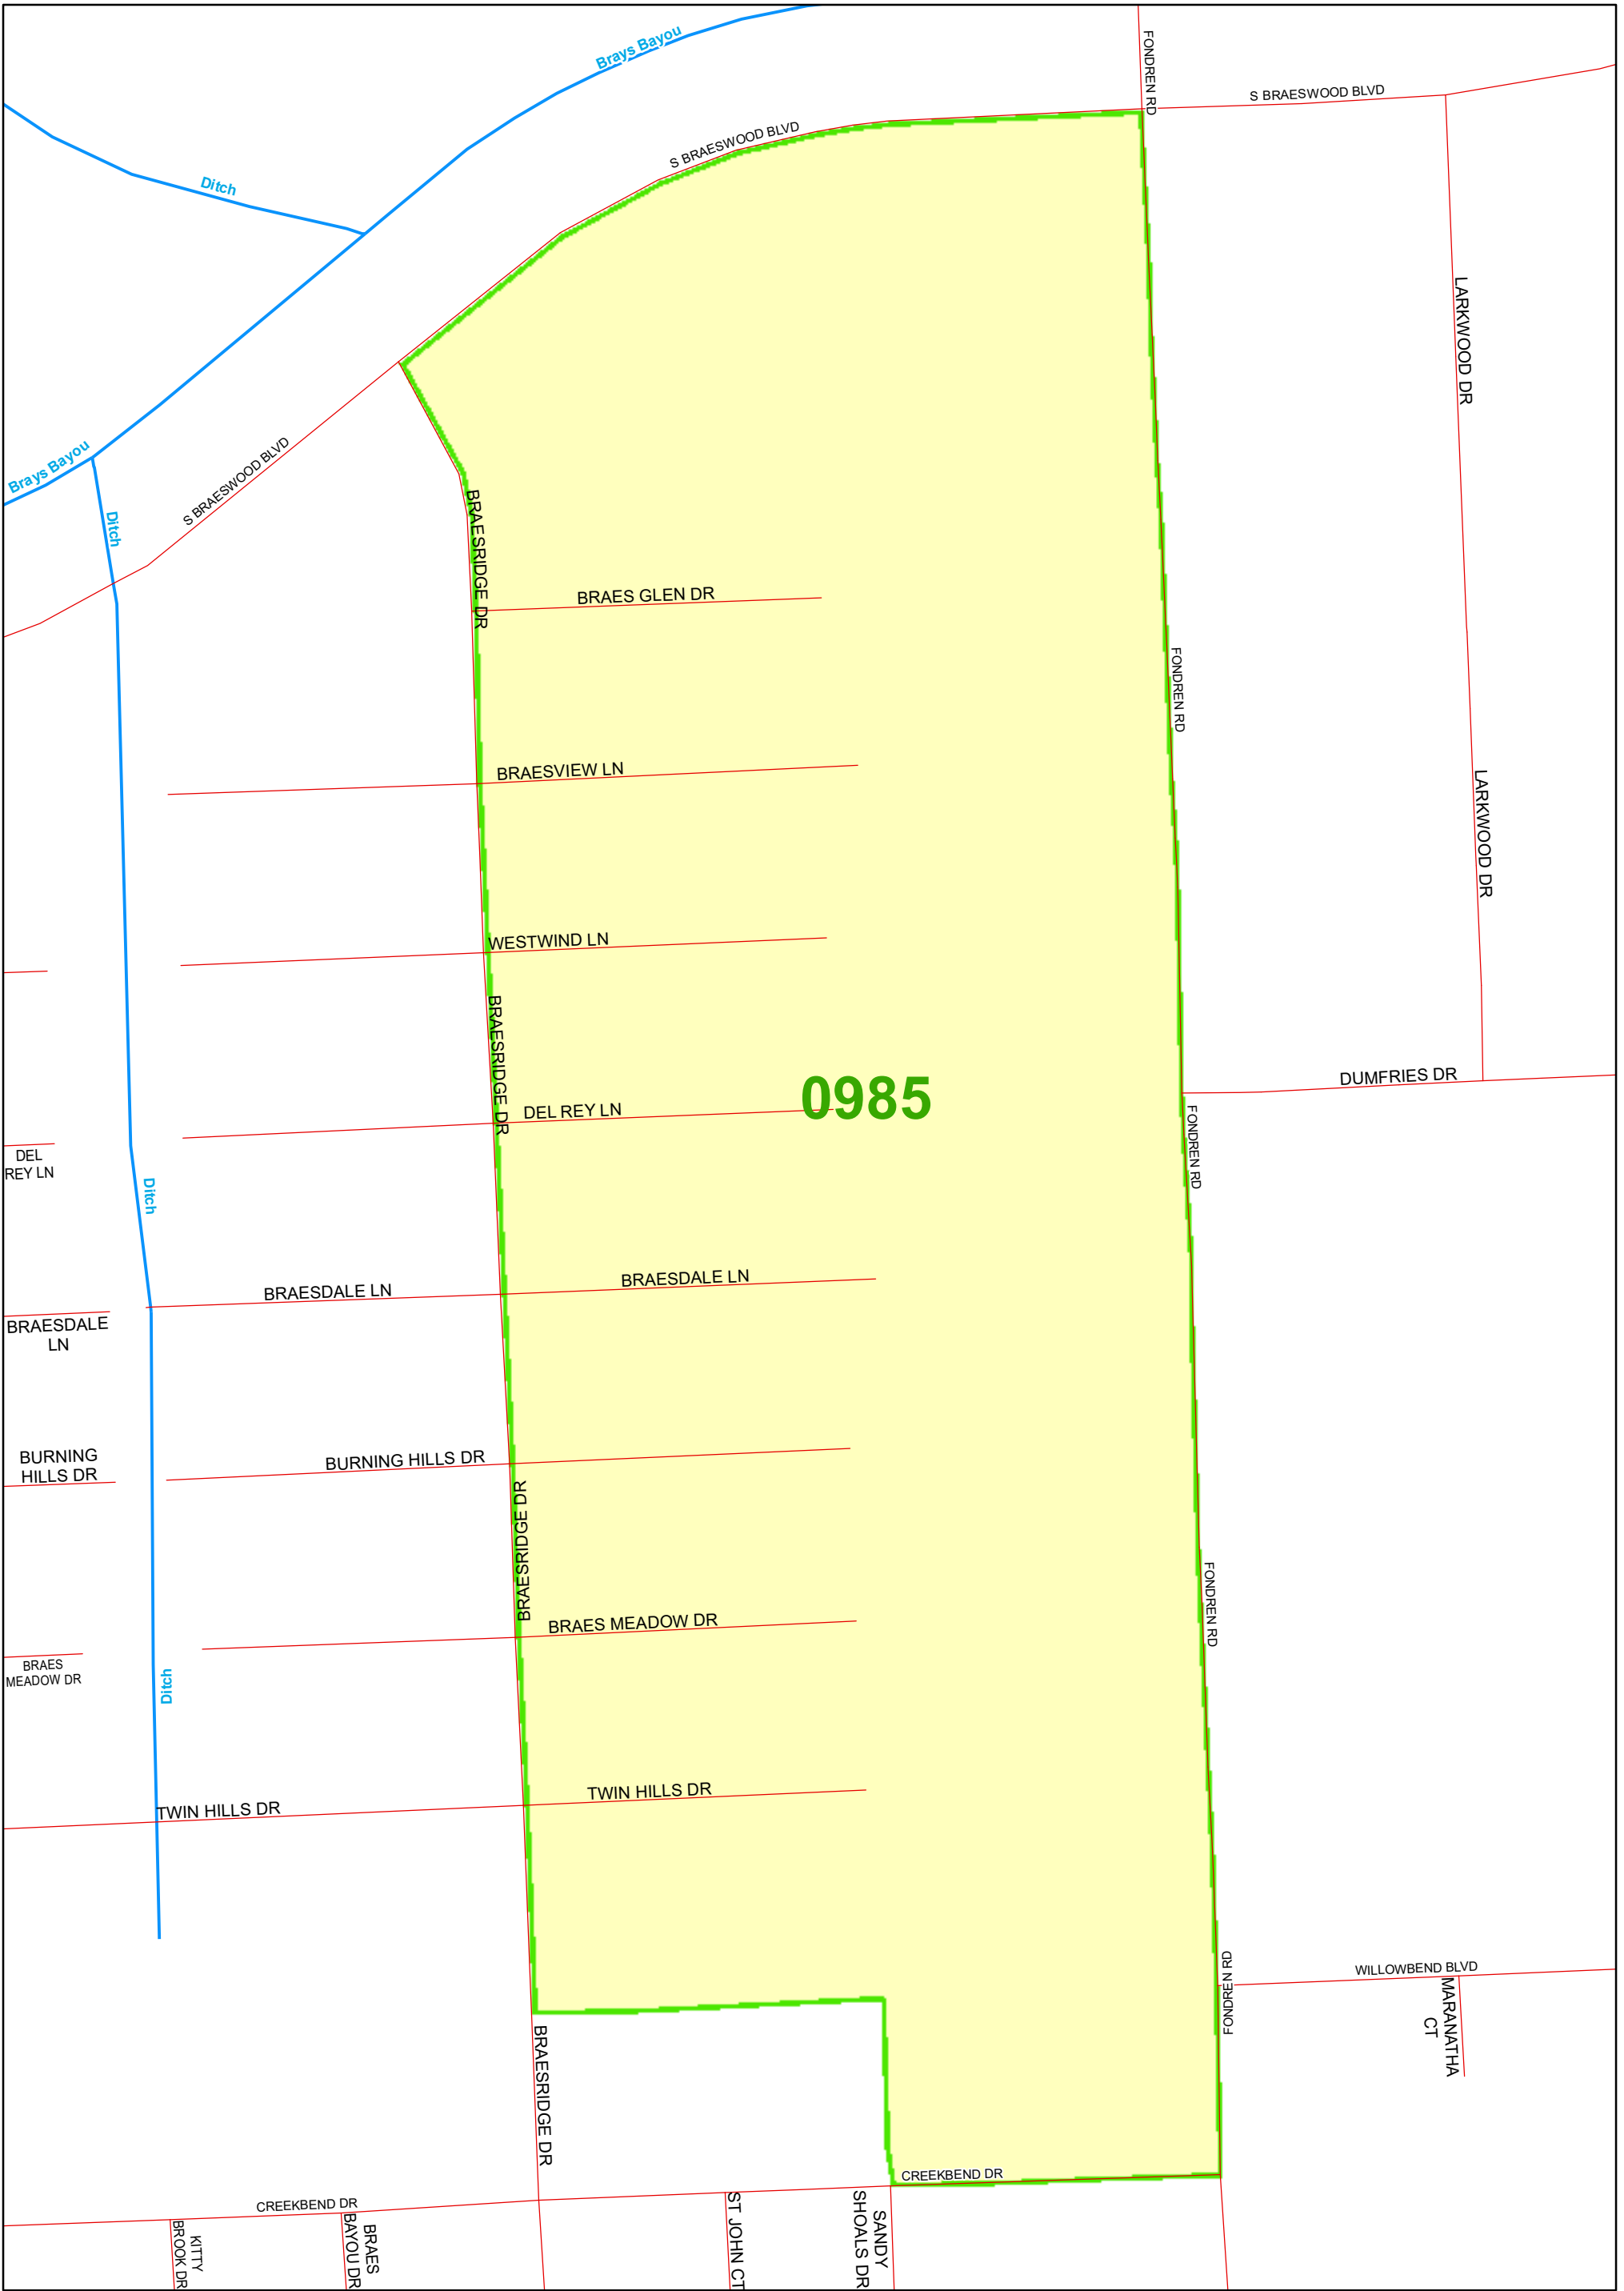 Brays Bayou
FONDREN RD
S BRAESWOOD BLVD
S BRAESWOOD BLVD
Ditch
LARKWOOD DR
Brays Bayou
S BRAESWOOD BLVD
Ditch
BRAESRIDGE DR
BRAES GLEN DR
FONDREN RD
BRAESVIEW LN
LARKWOOD DR
WESTWIND LN
BRAESRIDGE DR
0985
DUMFRIES DR
DEL REY LN
FONDREN RD
DEL
REY LN
Ditch
BRAESDALE LN
BRAESDALE LN
BRAESDALE
LN
BURNING
HILLS DR
BURNING HILLS DR
BRAESRIDGE DR
FONDREN RD
BRAES MEADOW DR
BRAES
MEADOW DR
Ditch
TWIN HILLS DR
TWIN HILLS DR
FONDREN RD
WILLOWBEND BLVD
MARANATHA
CT
BRAESRIDGE DR
CREEKBEND DR
CREEKBEND DR
KITTY
BROOK DR
BRAES
BAYOU DR
ST JOHN CT
SANDY
SHOALS DR